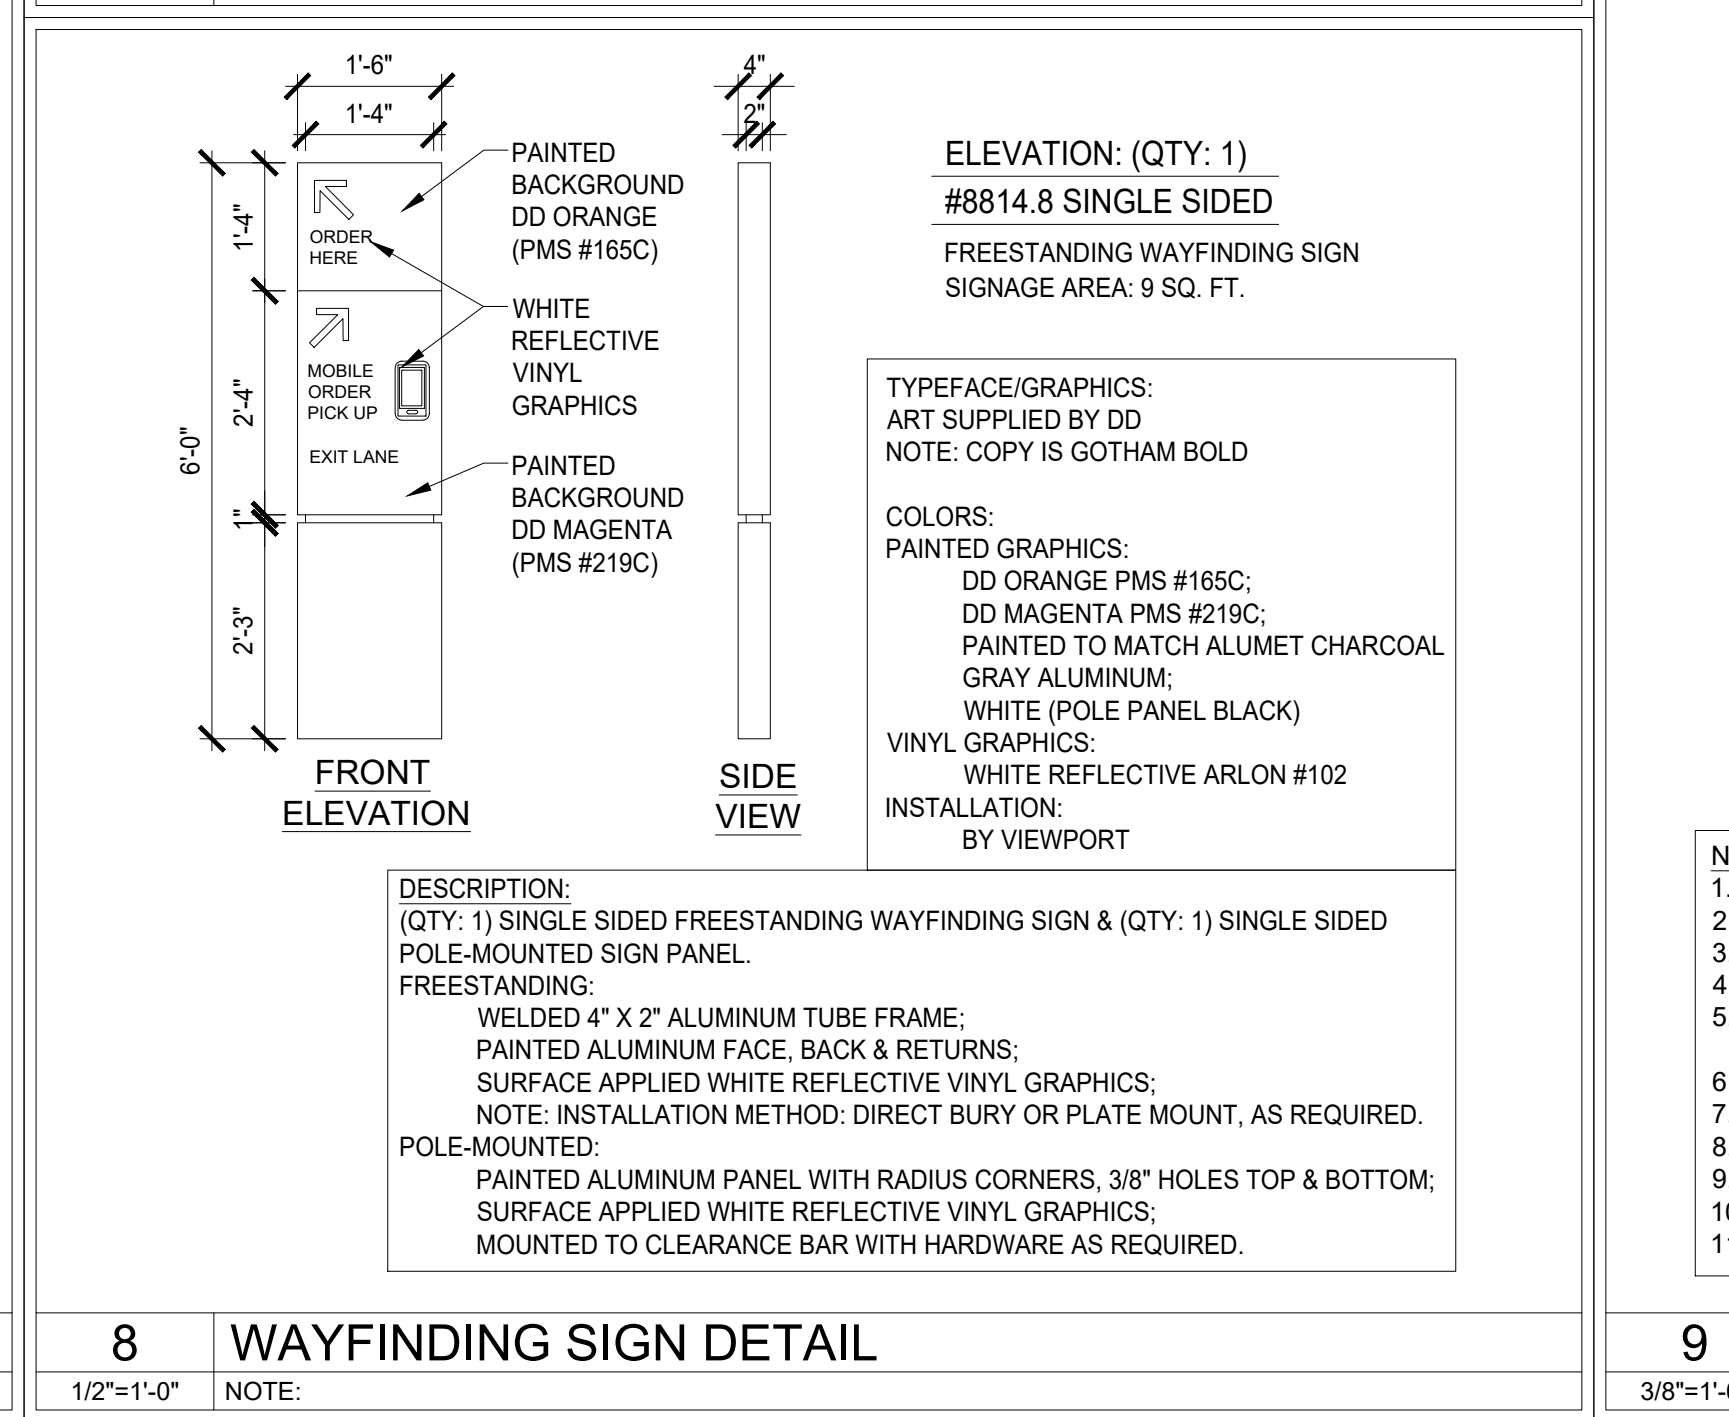 1'-6"
4"
1'-4"
2"
PAINTED
BACKGROUND
DD ORANGE
(PMS #165C)
ORDER
HERE
1'-4"
WHITE
REFLECTIVE
VINYL
GRAPHICS
MOBILE
ORDER
PICK UP
EXIT LANE
2'-4"
6'-0"
PAINTED
BACKGROUND
DD MAGENTA
(PMS #219C)
1"
2'-3"
FRONT
ELEVATION
SIDE
VIEW
ELEVATION: (QTY: 1)
#8814.8 SINGLE SIDED
FREESTANDING WAYFINDING SIGN
SIGNAGE AREA: 9 SQ. FT.
TYPEFACE/GRAPHICS:
ART SUPPLIED BY DD
NOTE: COPY IS GOTHAM BOLD
COLORS:
PAINTED GRAPHICS:
DD ORANGE PMS #165C;
DD MAGENTA PMS #219C;
PAINTED TO MATCH ALUMET CHARCOAL
GRAY ALUMINUM;
WHITE (POLE PANEL BLACK)
VINYL GRAPHICS:
WHITE REFLECTIVE ARLON #102
INSTALLATION:
BY VIEWPORT
DESCRIPTION:
(QTY: 1) SINGLE SIDED FREESTANDING WAYFINDING SIGN & (QTY: 1) SINGLE SIDED
POLE-MOUNTED SIGN PANEL.
FREESTANDING:
WELDED 4" X 2" ALUMINUM TUBE FRAME;
PAINTED ALUMINUM FACE, BACK & RETURNS;
SURFACE APPLIED WHITE REFLECTIVE VINYL GRAPHICS;
NOTE: INSTALLATION METHOD: DIRECT BURY OR PLATE MOUNT, AS REQUIRED.
POLE-MOUNTED:
PAINTED ALUMINUM PANEL WITH RADIUS CORNERS, 3/8" HOLES TOP & BOTTOM;
SURFACE APPLIED WHITE REFLECTIVE VINYL GRAPHICS;
MOUNTED TO CLEARANCE BAR WITH HARDWARE AS REQUIRED.
8
WAYFINDING SIGN DETAIL
1/2"=1'-0"
NOTE:
1.
2
3
4
5
6
7
8
9
9